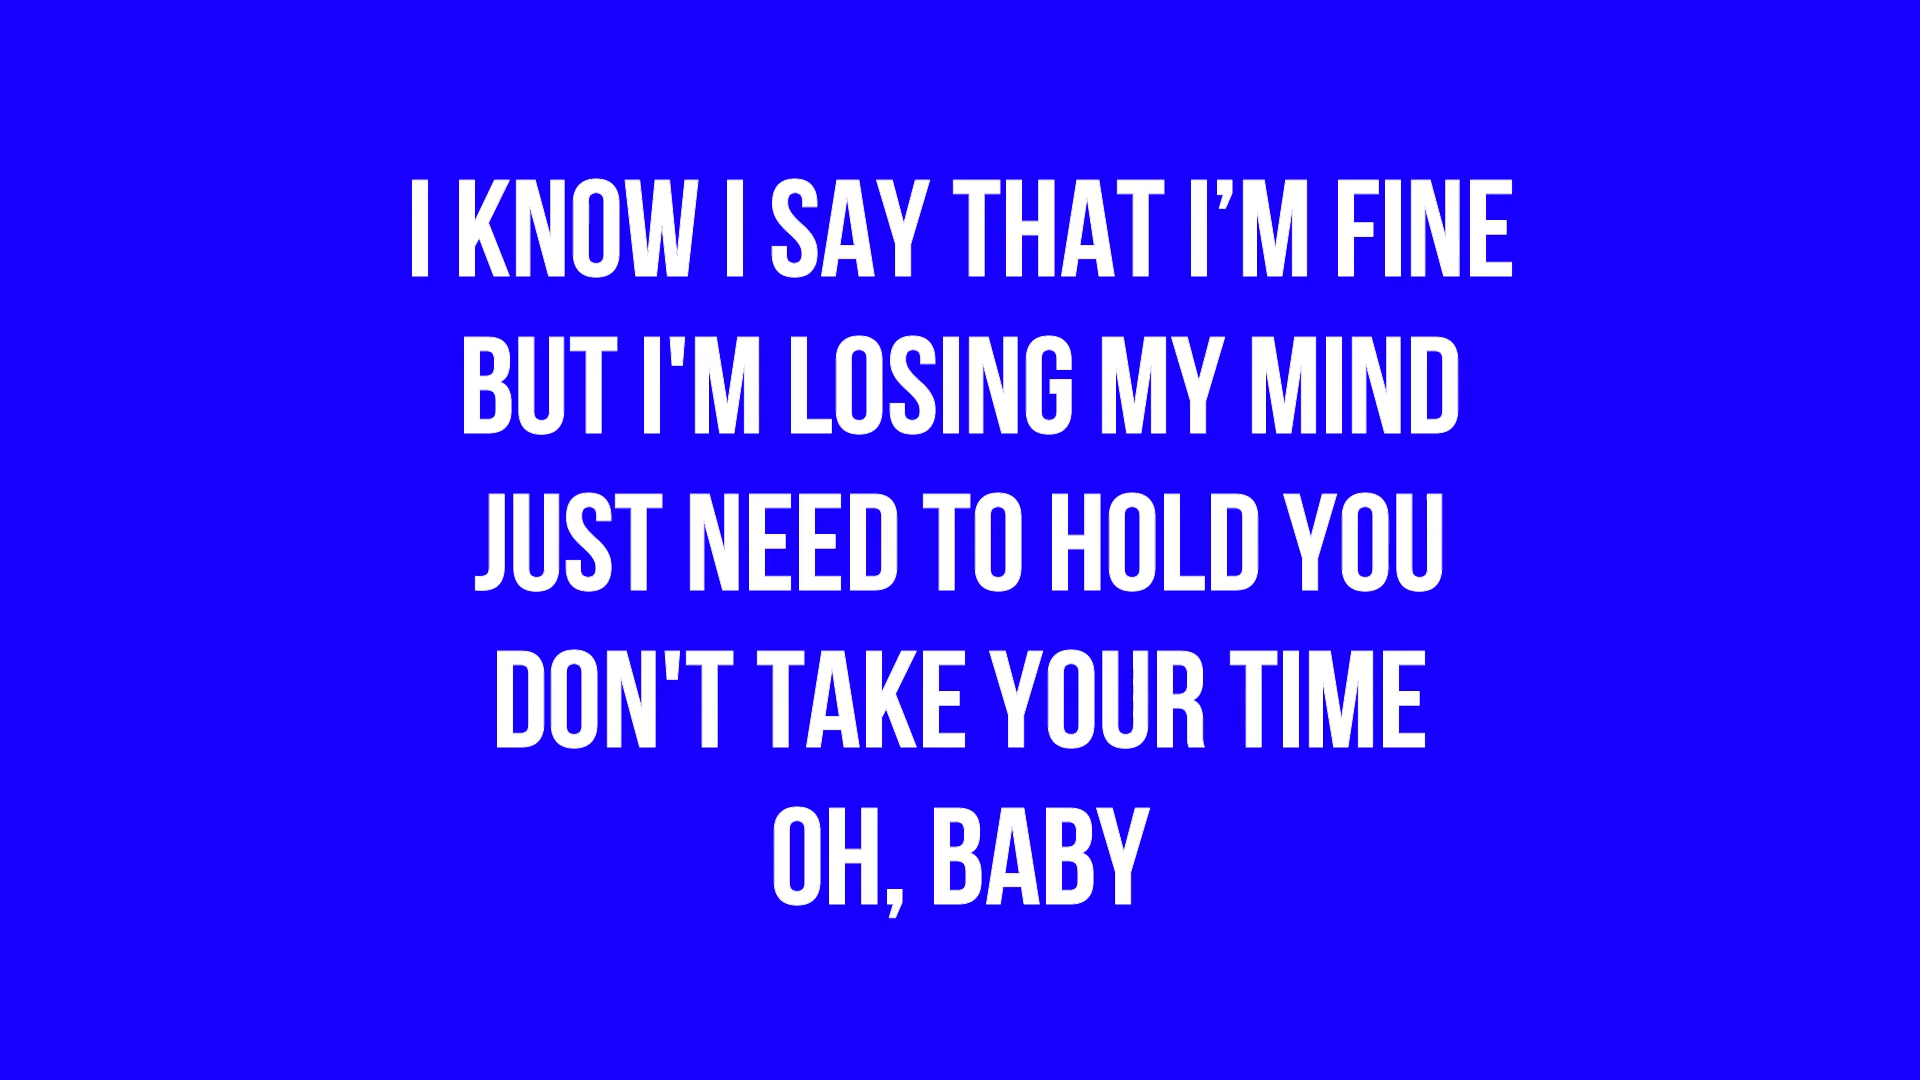 I KNOW I SAY THAT I’M FINE
BUT I'M LOSING MY MIND
JUST NEED TO HOLD YOU
DON'T TAKE YOUR TIME
OH, BABY